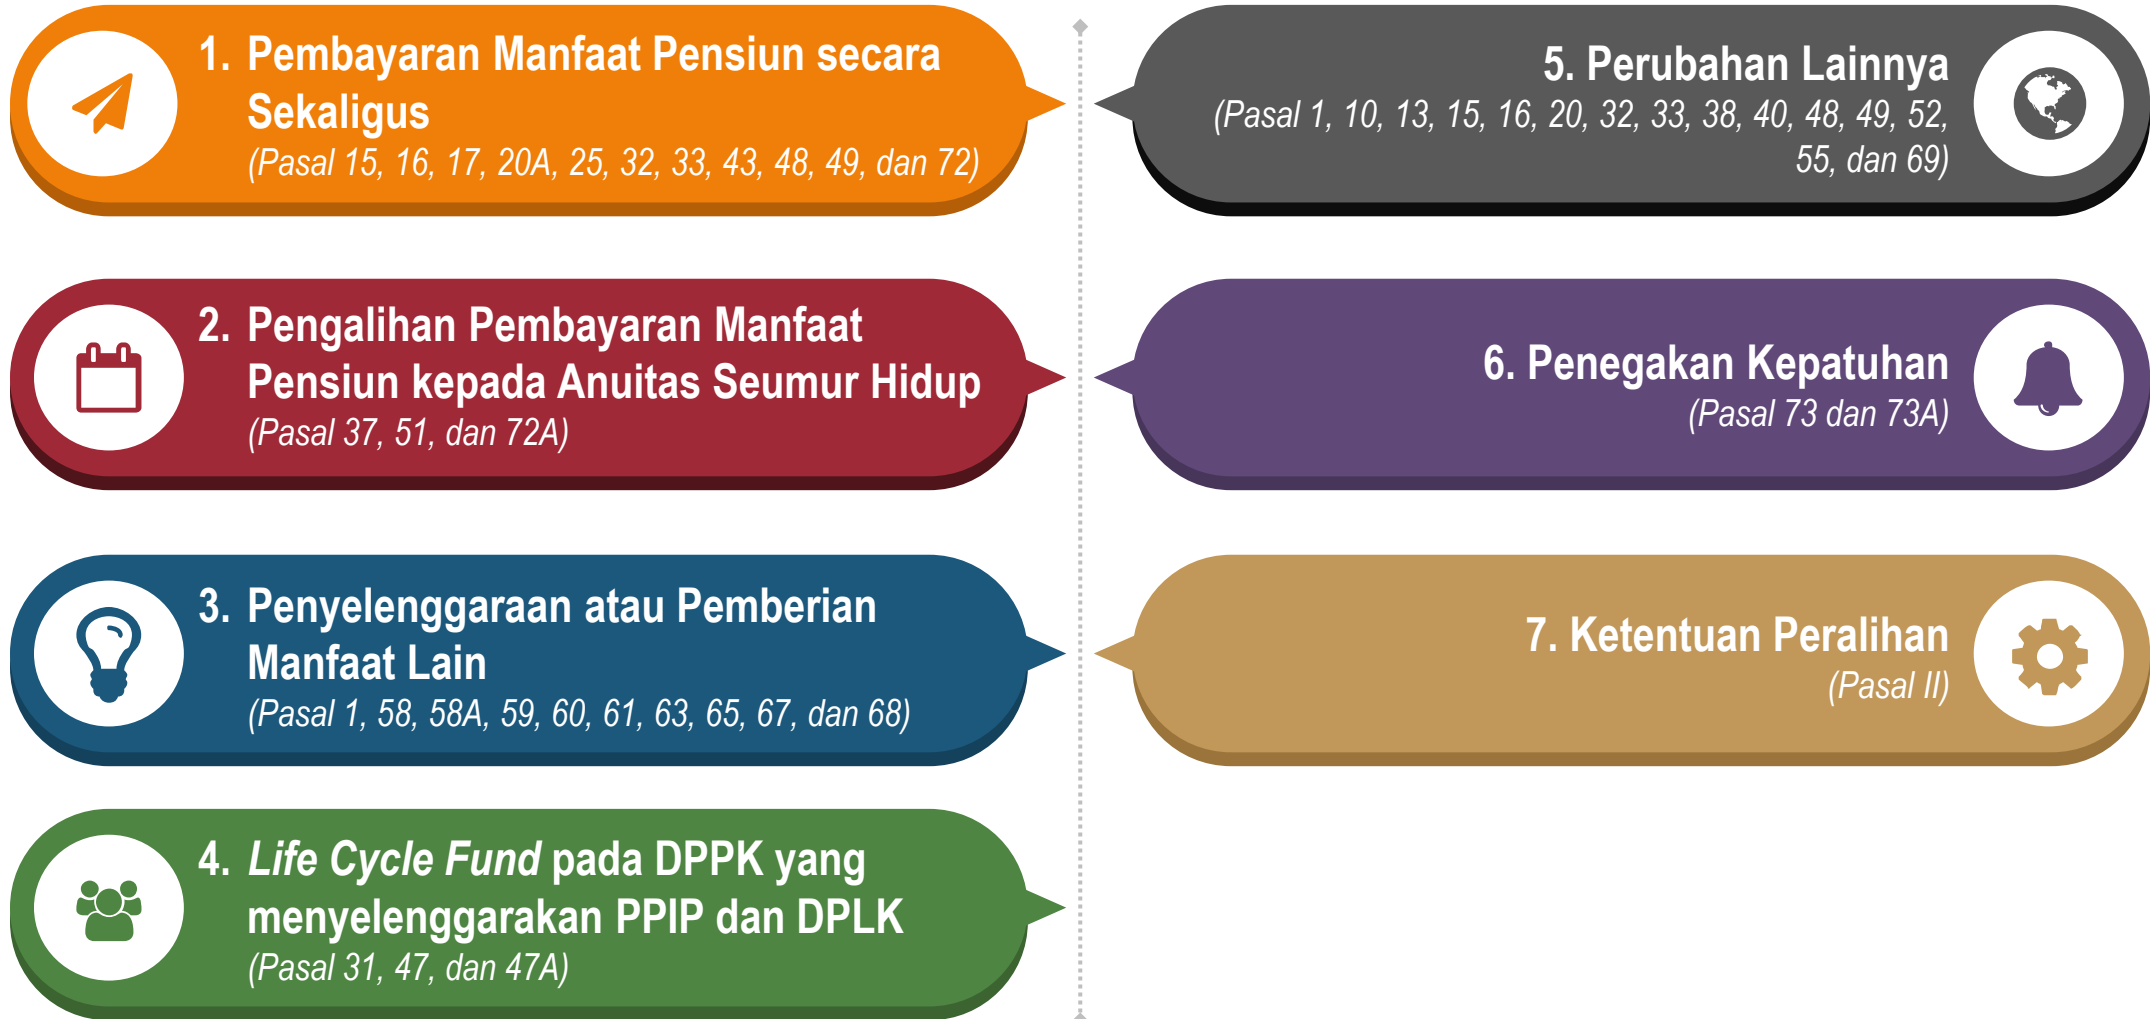 1. Pembayaran Manfaat Pensiun secara
Sekaligus
(Pasal 15, 16, 17, 20A, 25, 32, 33, 43, 48, 49, dan 72)
2. Pengalihan Pembayaran Manfaat
Pensiun kepada Anuitas Seumur Hidup
(Pasal 37, 51, dan 72A)
3. Penyelenggaraan atau Pemberian
Manfaat Lain
(Pasal 1, 58, 58A, 59, 60, 61, 63, 65, 67, dan 68)
4. Life Cycle Fund pada DPPK yang
menyelenggarakan PPIP dan DPLK
(Pasal 31, 47, dan 47A)
5. Perubahan Lainnya
(Pasal 1, 10, 13, 15, 16, 20, 32, 33, 38, 40, 48, 49, 52,
55, dan 69)
6. Penegakan Kepatuhan
(Pasal 73 dan 73A)
7. Ketentuan Peralihan
(Pasal II)